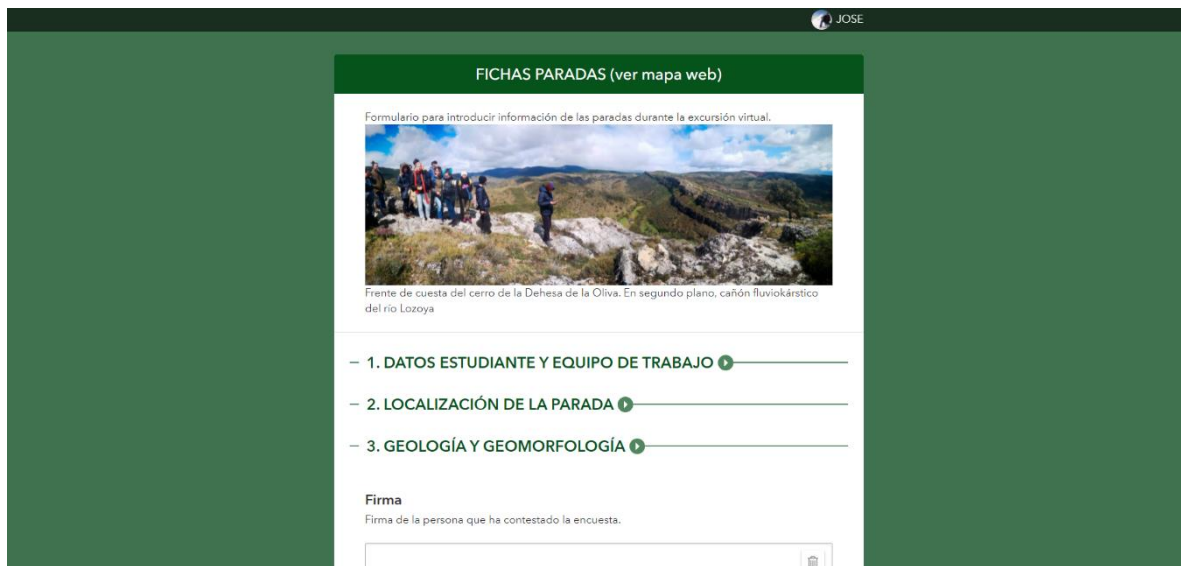 JOSE
FICHAS PARADAS (ver mapa web)
Formulario para introducir información de las paradas durante la excursión virtual.
Frente de cuesta del cerro de la Dehesa de la Oliva. En segundo plano, cañón fluviokárstico
del río Lozoya
1. DATOS ESTUDIANTE Y EQUIPO DE TRABAJO
2. LOCALIZACIÓN DE LA PARADA
3. GEOLOGÍA Y GEOMORFOLOGÍA
Firma
Firma de la persona que ha contestado la encuesta.